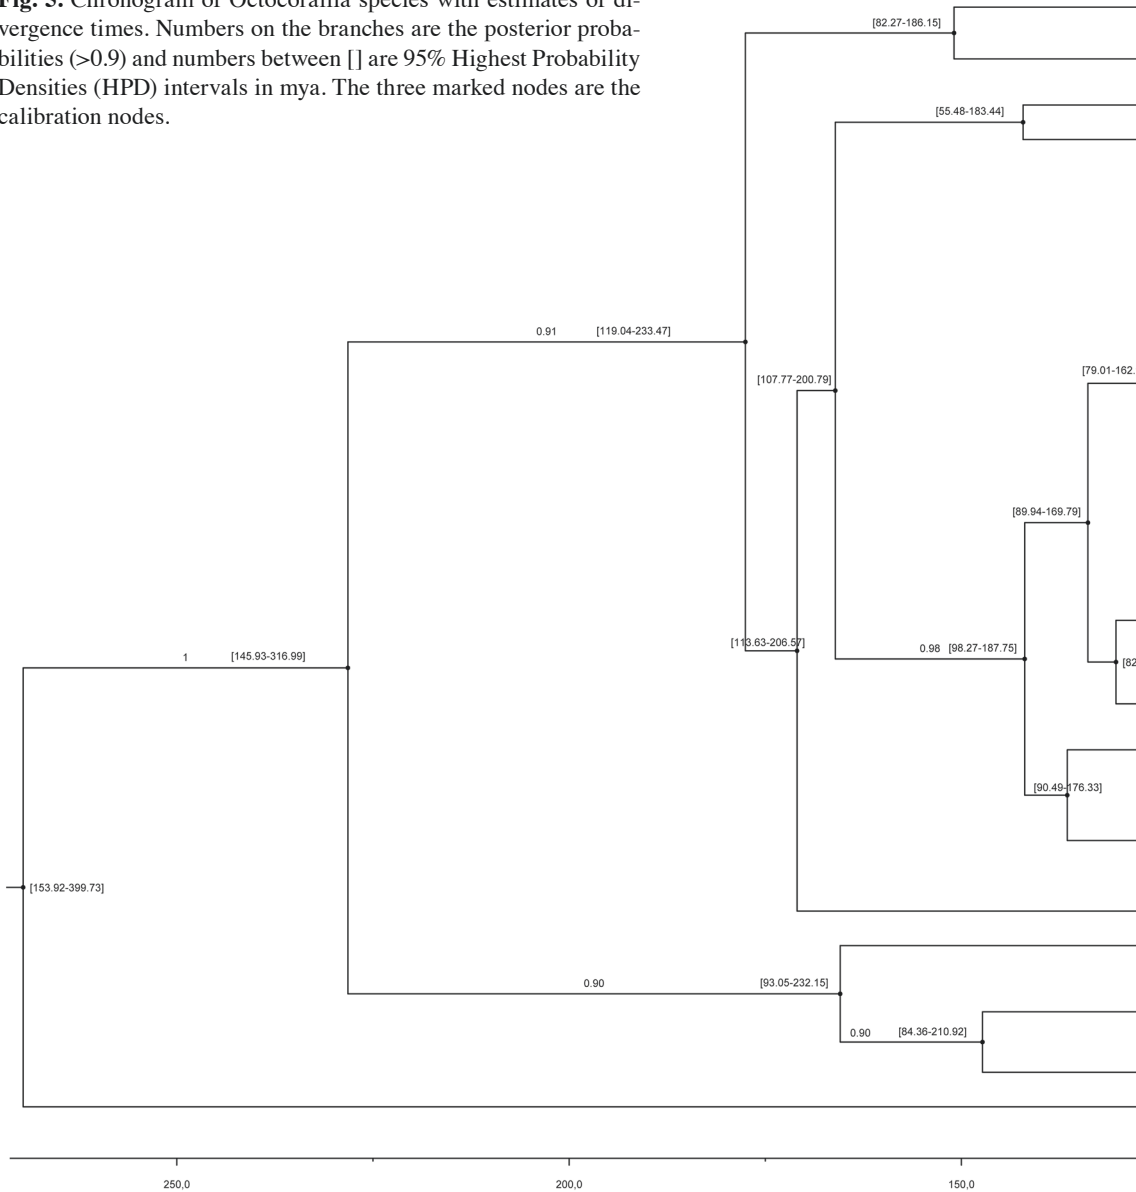 Fig. 5. Chronogram of Octocorallia species with estimates of di-
vergence times. Numbers on the branches are the posterior proba-
bilities (>0.9) and numbers between [] are 95% Highest Probability
Densities (HPD) intervals in mya. The three marked nodes are the
calibration nodes.
[82.27-186.15]
[55.48-183.44]
0.91 [119.04-233.47]
[107.77-200.79]
[79.01-162.
[89.94-169.79]
[113.63-206.57]
0.98 [98.27-187.75]
1 [145.93-316.99]
[82
[90.49-176.33]
[153.92-399.73]
0.90 [93.05-232.15]
0.90 [84.36-210.92]
250,0 200,0 150,0